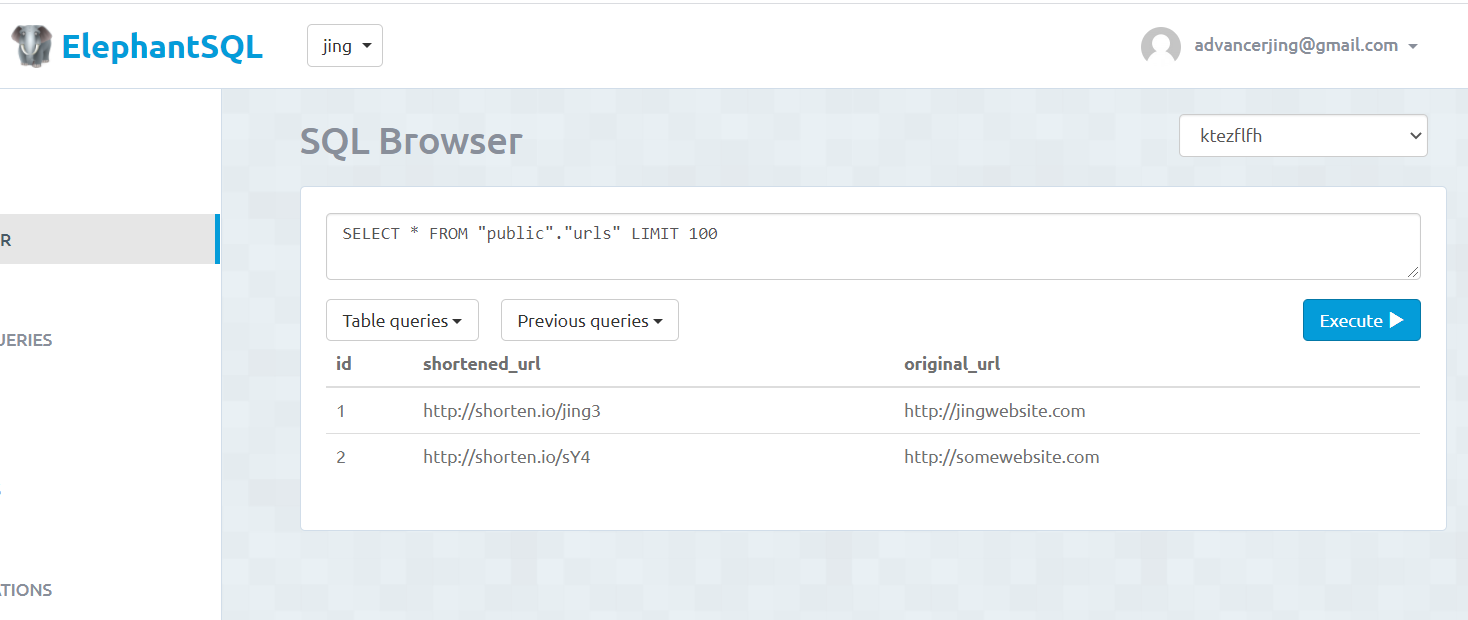 ElephantSQL jing advancerjing@gmail.com
SQL Browser ktezflfh
R
SELECT * FROM "public"."urls" LIMIT 100
Table queries Previous queries Execute
UERIES
id shortened_url original_url
1 http://shorten.io/jing3 http://jingwebsite.com
2 http://shorten.io/sY4 http://somewebsite.com
TIONS